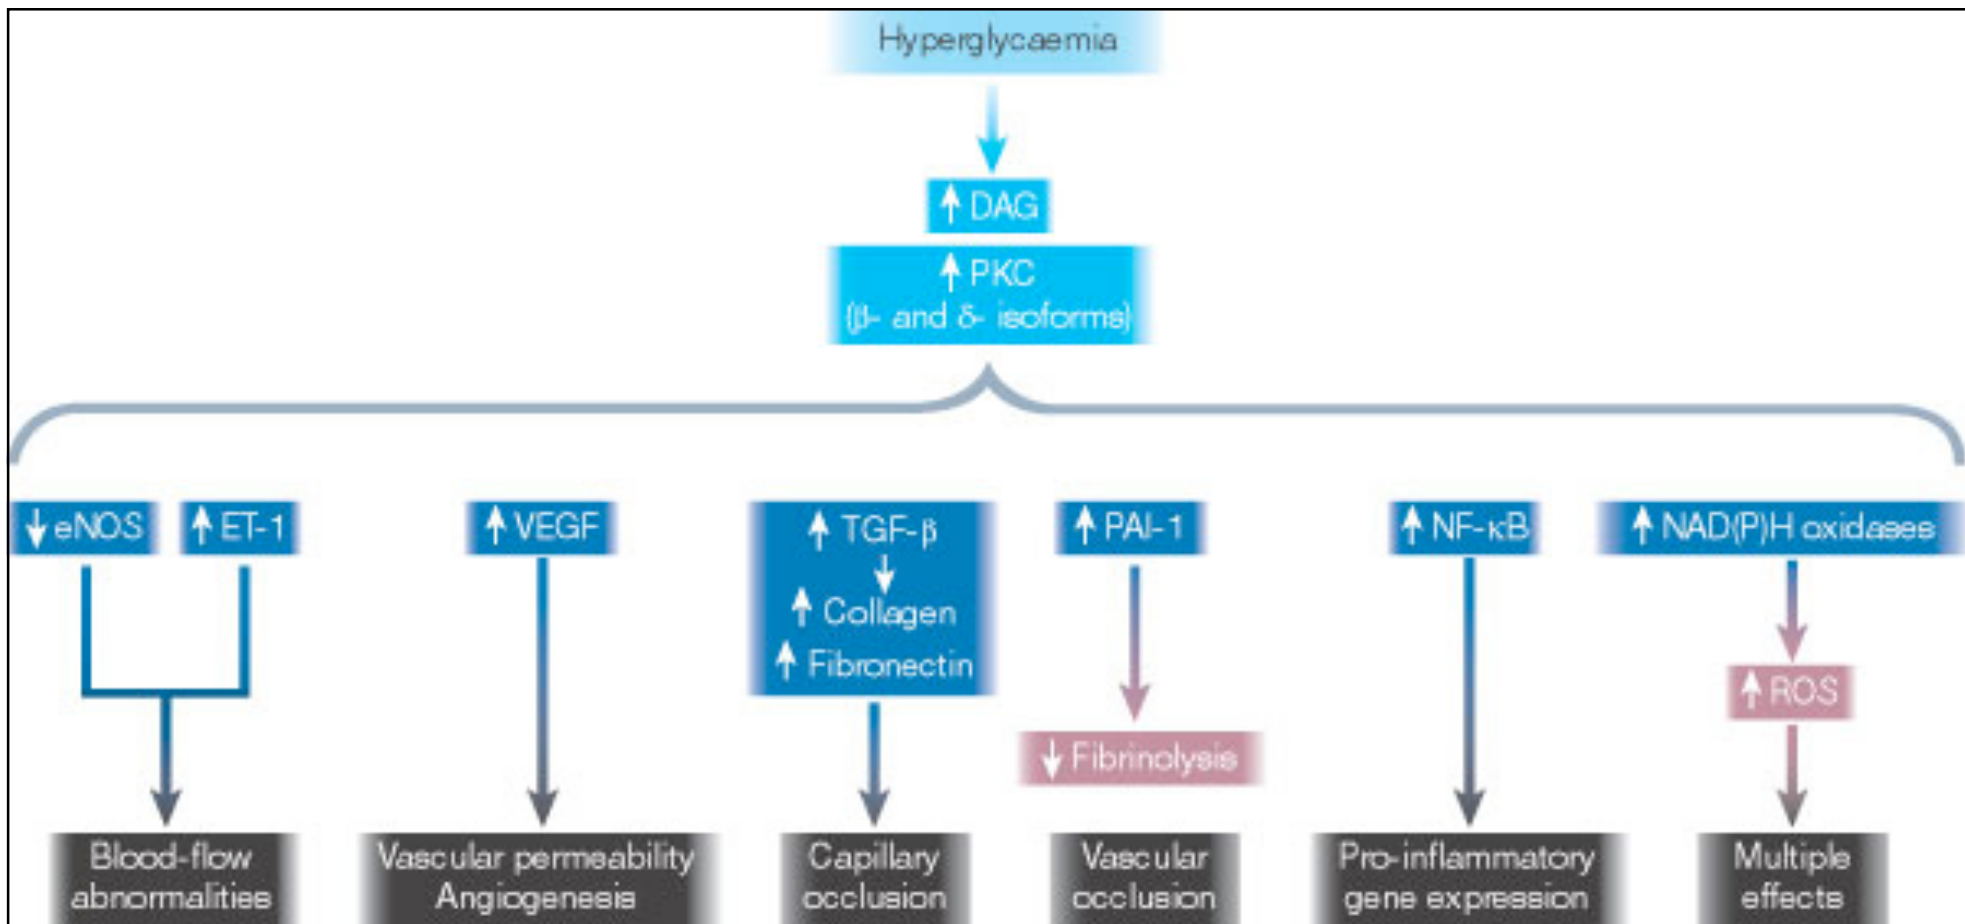 Hyperglycaemia
↑ DAG
↑ PKC
(β- and δ- isoforms)
↓ eNOS
↑ ET-1
↑ VEGF
↑ TGF-β
↑ Collagen
↑ Fibronectin
↑ PAI-1
↑ NF-κB
↑ NAD(P)H oxidases
↑ ROS
↓ Fibrinolysis
Blood-flow
abnormalities
Vascular permeability
Angiogenesis
Capillary
occlusion
Vascular
occlusion
Pro-inflammatory
gene expression
Multiple
effects